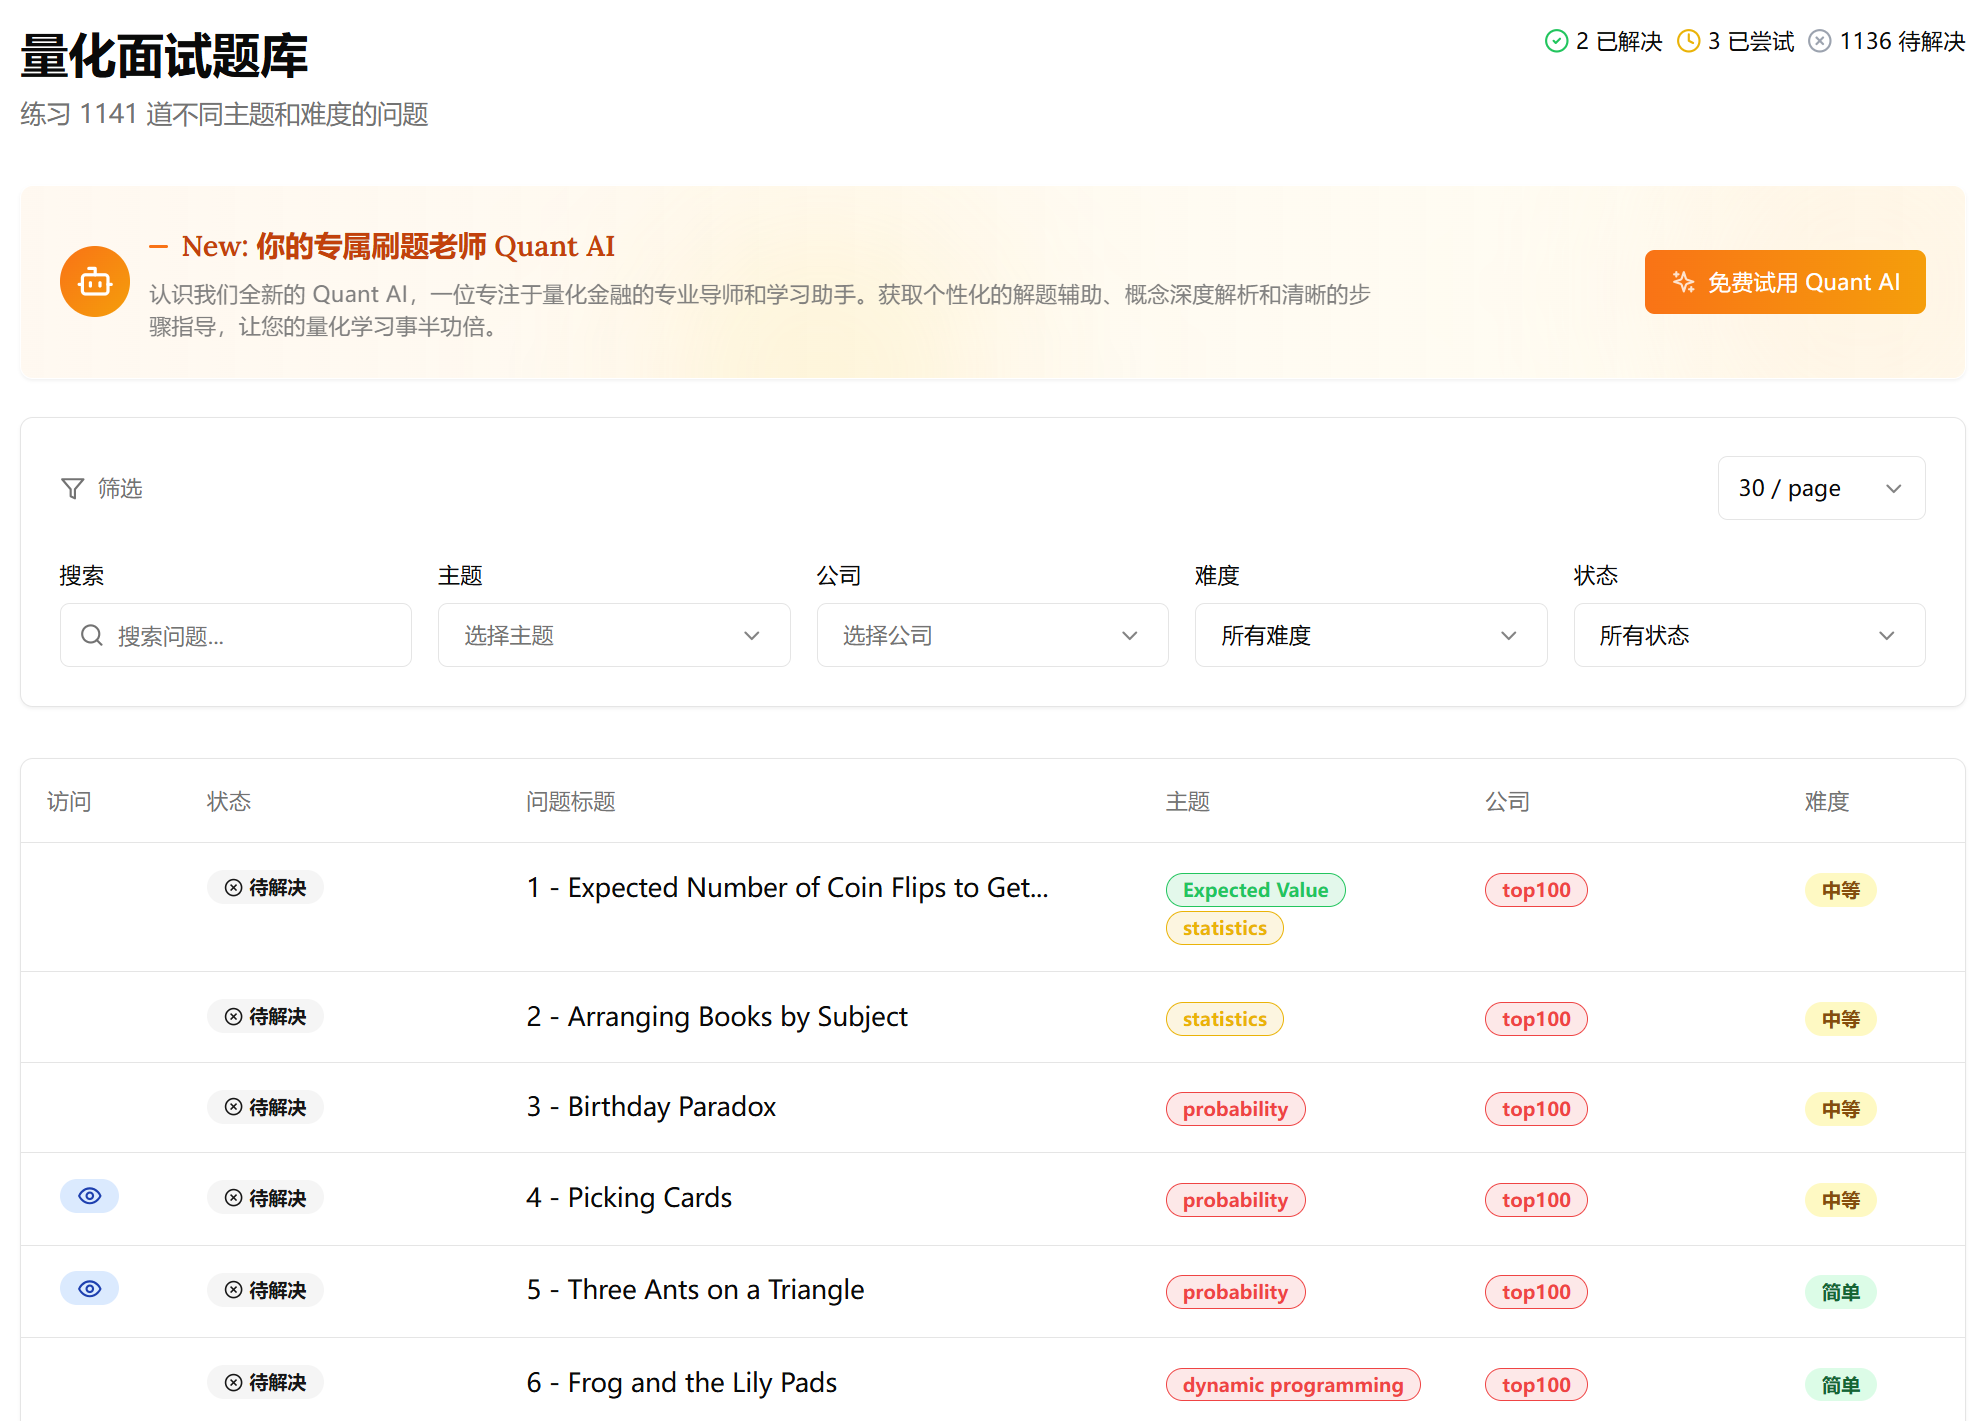 量化面试题库
2 已解决 3 已尝试 1136 待解决
练习 1141 道不同主题和难度的问题
New: 你的专属刷题老师 Quant AI
认识我们全新的 Quant AI，一位专注于量化金融的专业导师和学习助手。获取个性化的解题辅助、概念深度解析和清晰的步
骤指导，让您的量化学习事半功倍。
免费试用 Quant AI
筛选
30 / page
搜索 主题 公司 难度 状态
搜索问题... 选择主题 选择公司 所有难度 所有状态
访问 状态 问题标题 主题 公司 难度
待解决 1 - Expected Number of Coin Flips to Get... Expected Value top100 中等
statistics
待解决 2 - Arranging Books by Subject statistics top100 中等
待解决 3 - Birthday Paradox probability top100 中等
待解决 4 - Picking Cards probability top100 中等
待解决 5 - Three Ants on a Triangle probability top100 简单
待解决 6 - Frog and the Lily Pads dynamic programming top100 简单